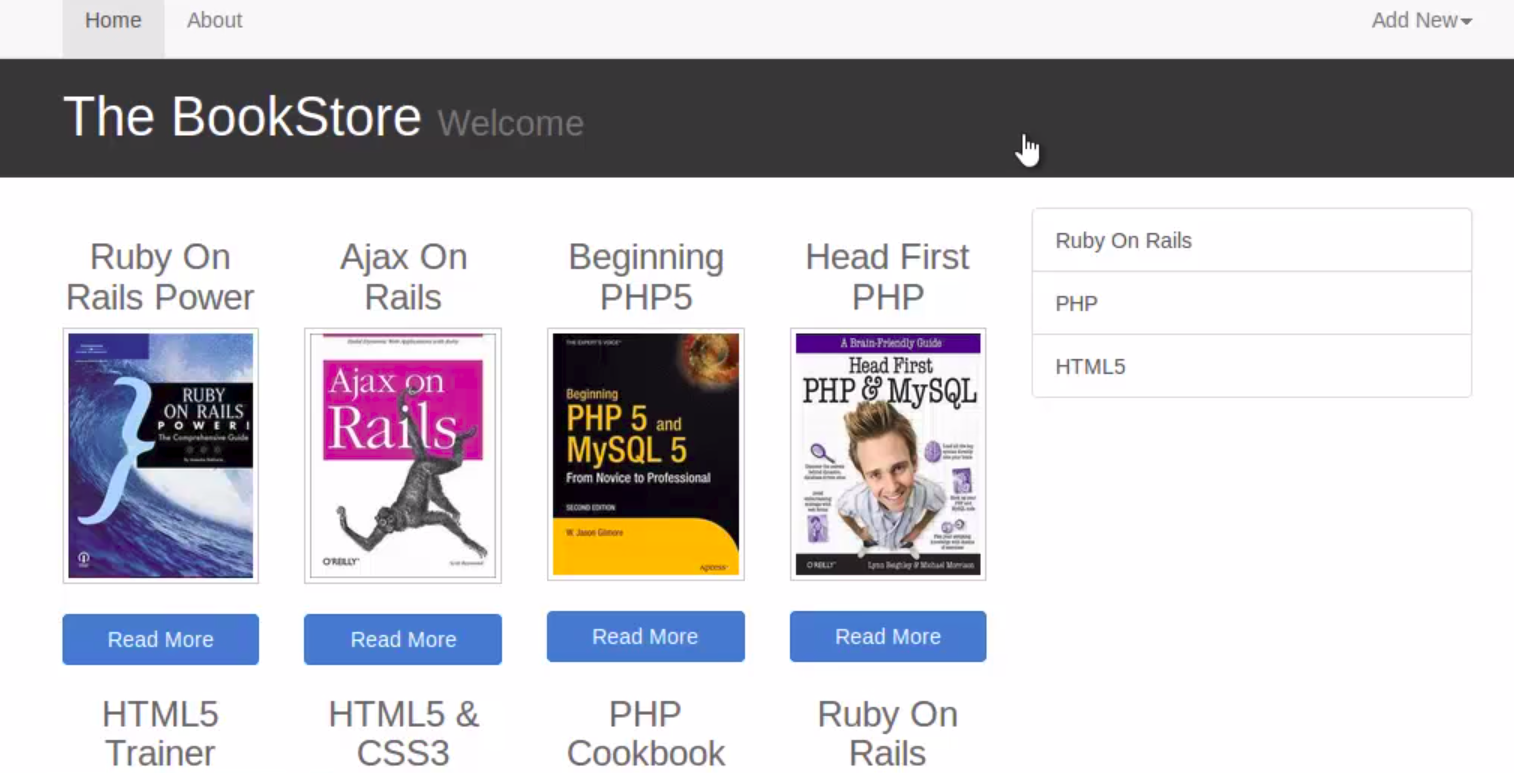 Home
About
Add New
The BookStore Welcome
Ruby On
Rails Power
Ajax On
Rails
Beginning
PHP5
Head First
PHP
RUBY
ON RAILS
POWER!
The Comprehensive Guide
Ajax on
Rails
O'REILLY
THE EXPERT'S VOICE
Beginning
PHP 5 and
MySQL 5
From Novice to Professional
SECOND EDITION
W. Jason Gilmore
Apress
A Brain-Friendly Guide
Head First
PHP & MySQL
O'REILLY
Lynn Beighley & Michael Morrison
Read More
Read More
Read More
Read More
HTML5
Trainer
HTML5 &
CSS3
PHP
Cookbook
Ruby On
Rails
Ruby On Rails
PHP
HTML5